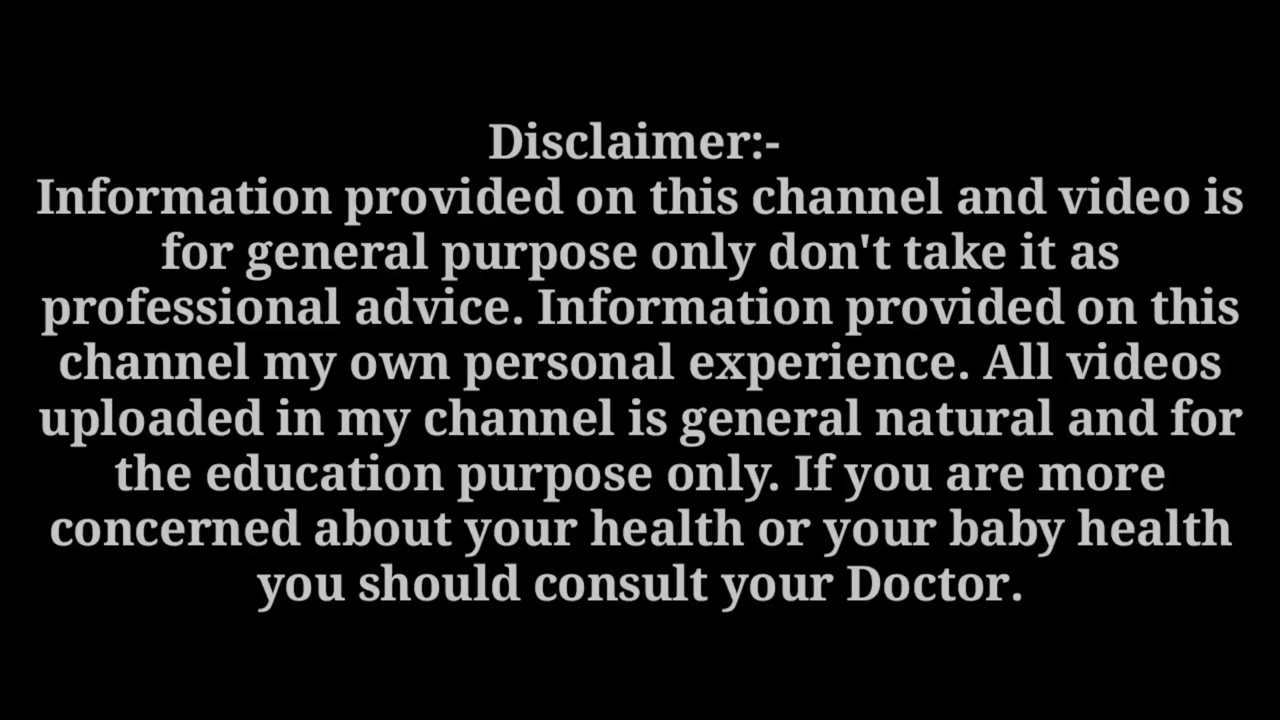 Disclaimer:-
Information provided on this channel and video is
for general purpose only don't take it as
professional advice. Information provided on this
channel my own personal experience. All videos
uploaded in my channel is general natural and for
the education purpose only. If you are more
concerned about your health or your baby health
you should consult your Doctor.